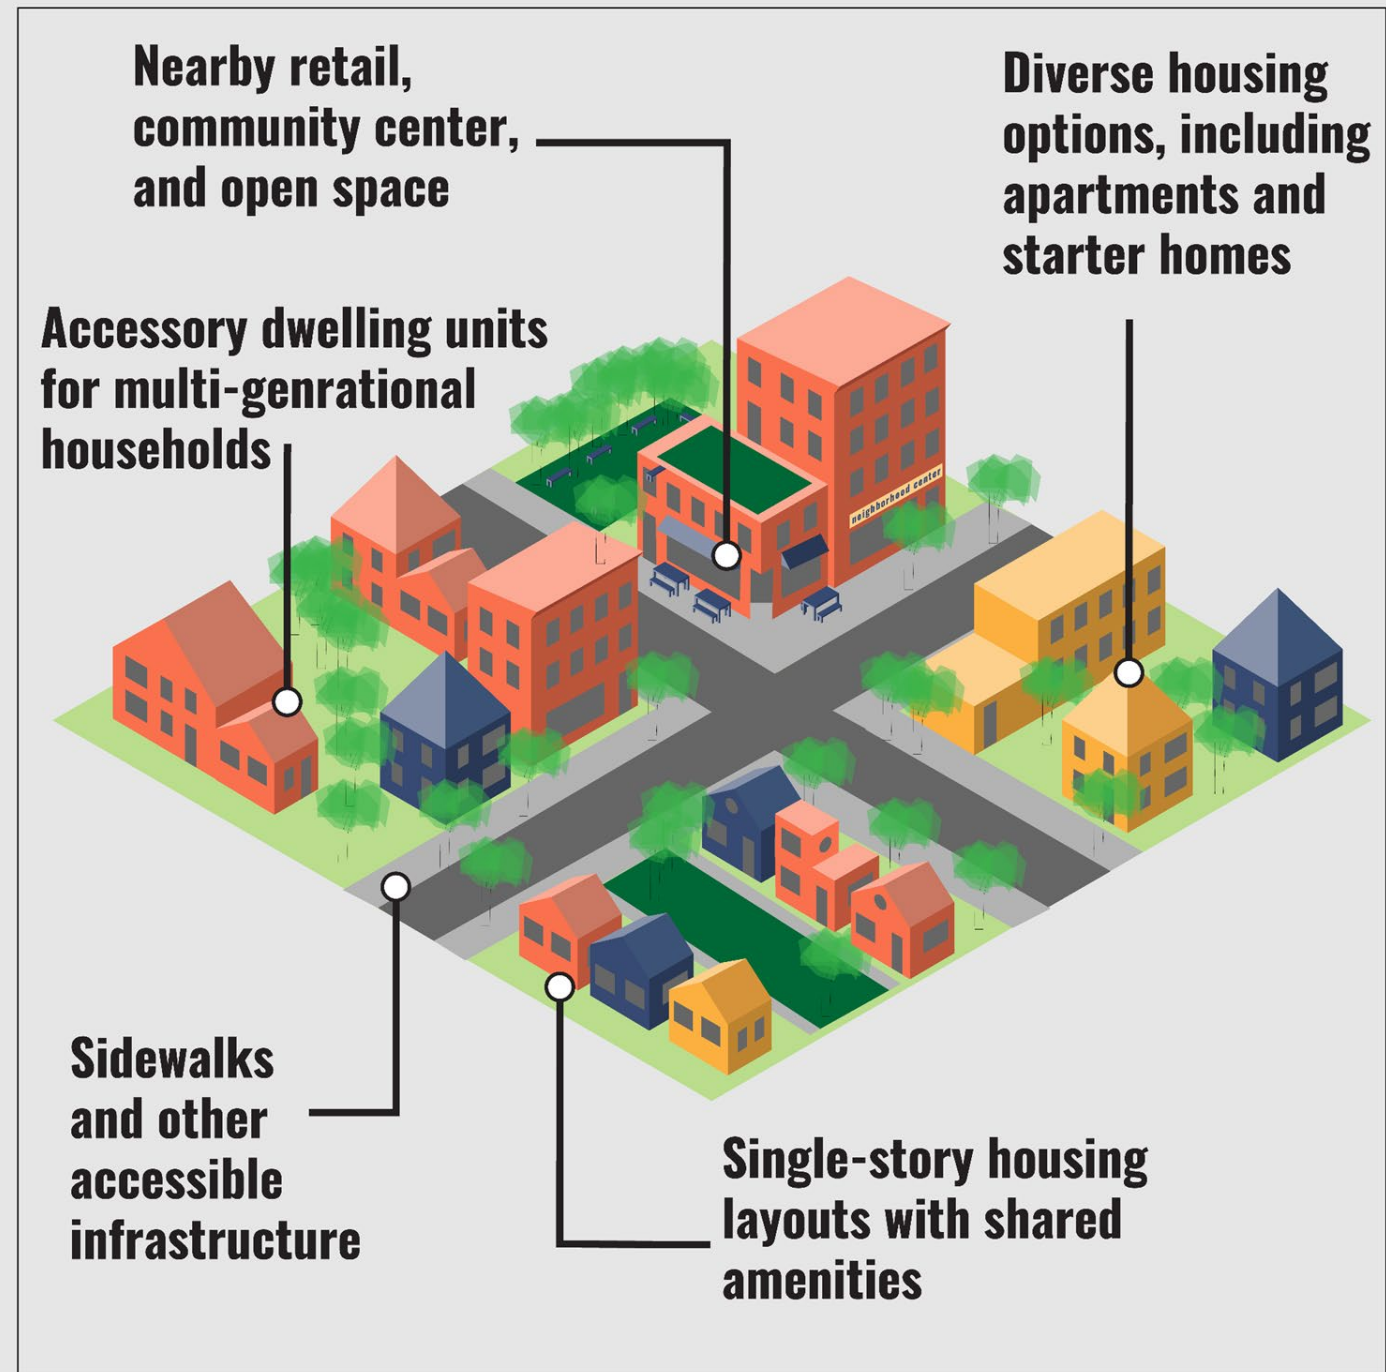 Nearby retail,
community center,
and open space
Diverse housing
options, including
apartments and
starter homes
Accessory dwelling units
for multi-genrational
households
neighborhood center
Sidewalks
and other
accessible
infrastructure
Single-story housing
layouts with shared
amenities